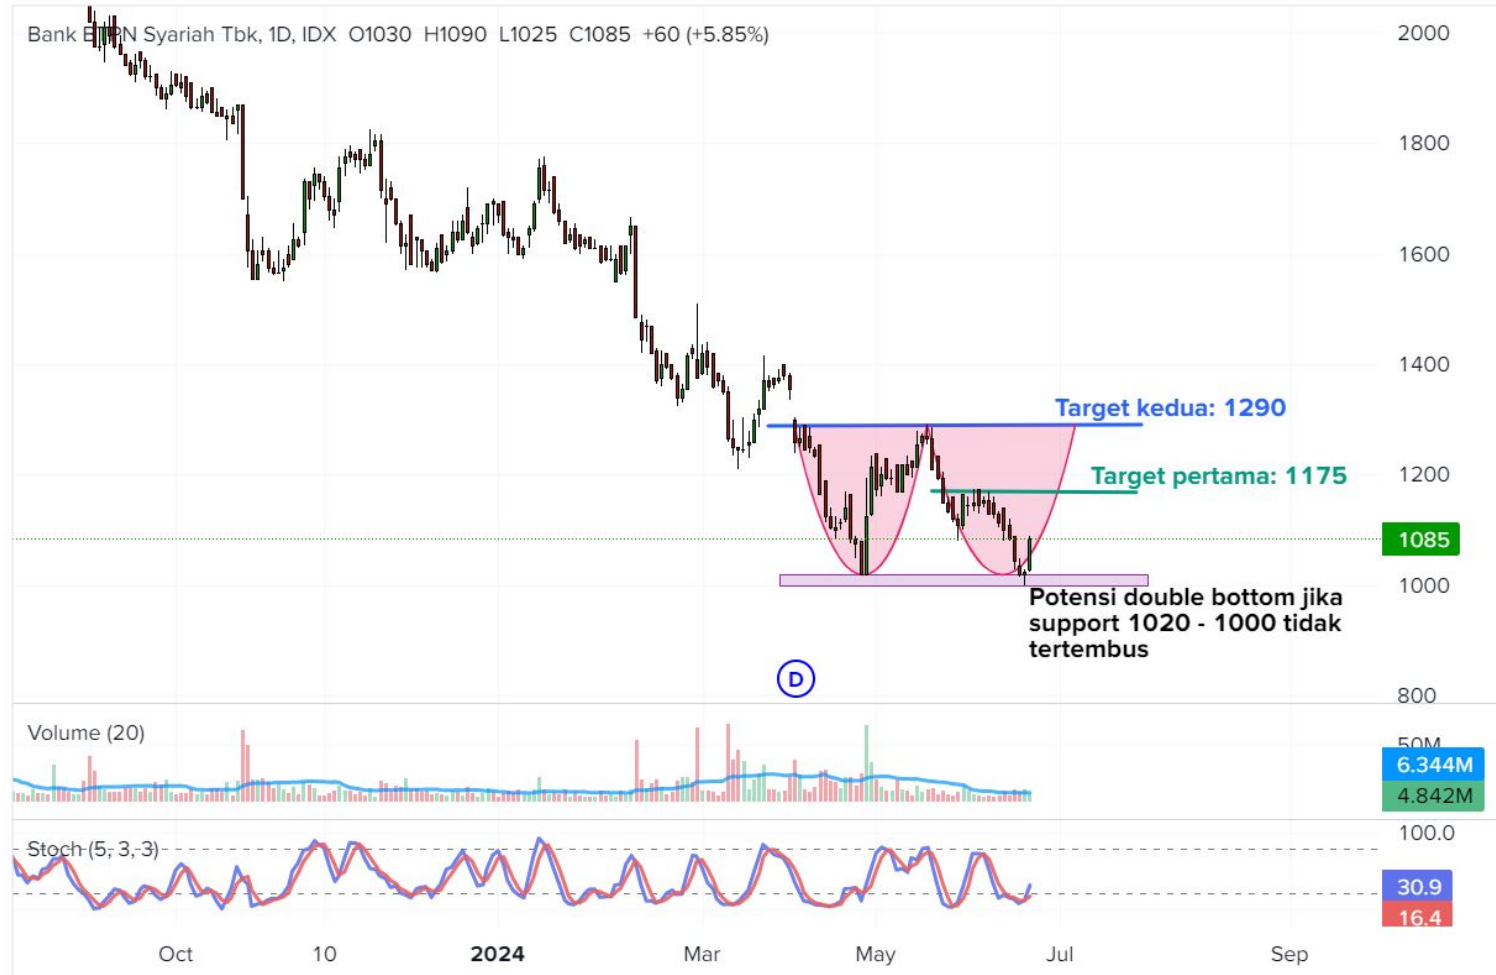 Bank BTPN Syariah Tbk, 1D, IDX O1030 H1090 L1025 C1085 +60 (+5.85%)
2000
1800
1600
1400
Target kedua: 1290
1200
Target pertama: 1175
1085
1000
Potensi double bottom jika
support 1020 - 1000 tidak
tertembus
D
800
Volume (20)
50M
6.344M
4.842M
100.0
Stoch (5, 3, 3)
30.9
16.4
Oct 10 2024 Mar May Jul Sep